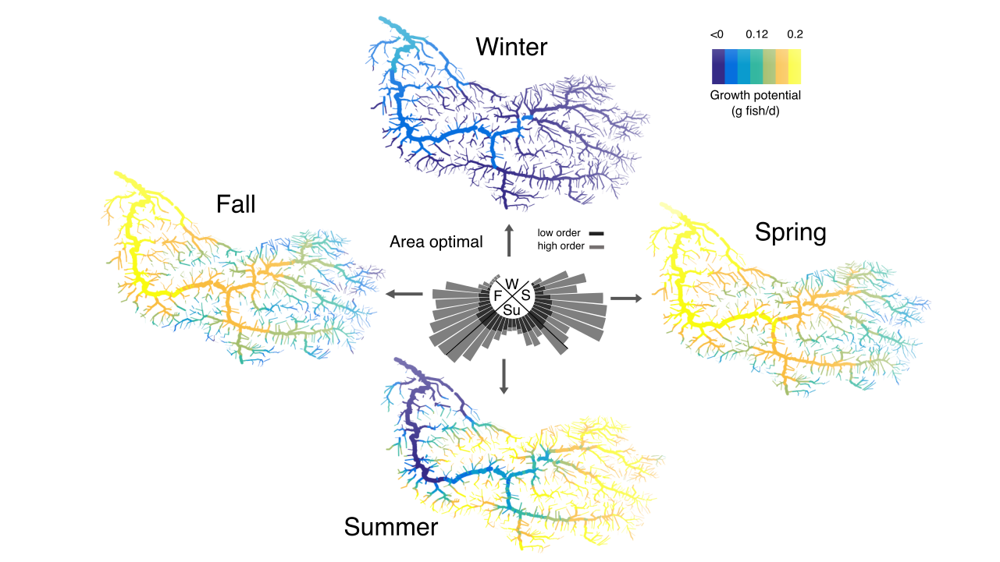 Winter
<0 0.12 0.2
Growth potential
(g fish/d)
Fall
Spring
Area optimal
low order
high order
W
F S
Su
Summer